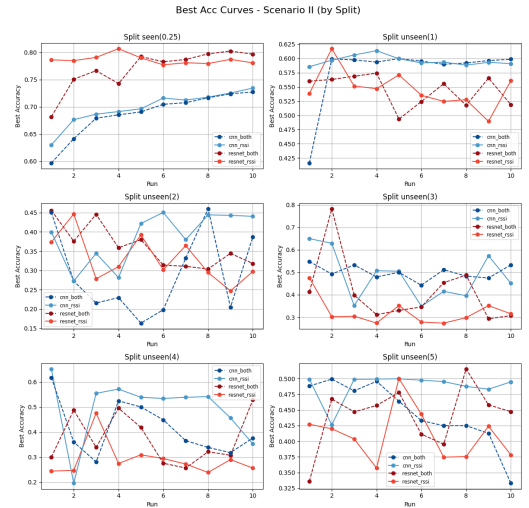 Best Acc Curves - Scenario II (by Split)
Split seen(0.25)
Best Accuracy
0.80
0.75
0.70
0.65
0.60
2
4
6
8
10
Run
cnn_both
cnn_rssi
resnet_both
resnet_rssi
Split unseen(1)
Best Accuracy
0.625
0.600
0.575
0.550
0.525
0.500
0.475
0.450
0.425
2
4
6
8
10
Run
cnn_both
cnn_rssi
resnet_both
resnet_rssi
Split unseen(2)
Best Accuracy
0.45
0.40
0.35
0.30
0.25
0.20
0.15
2
4
6
8
10
Run
cnn_both
cnn_rssi
resnet_both
resnet_rssi
Split unseen(3)
Best Accuracy
0.8
0.7
0.6
0.5
0.4
0.3
2
4
6
8
10
Run
cnn_both
cnn_rssi
resnet_both
resnet_rssi
Split unseen(4)
Best Accuracy
0.6
0.5
0.4
0.3
0.2
2
4
6
8
10
Run
cnn_both
cnn_rssi
resnet_both
resnet_rssi
Split unseen(5)
Best Accuracy
0.500
0.475
0.450
0.425
0.400
0.375
0.350
0.325
2
4
6
8
10
Run
cnn_both
cnn_rssi
resnet_both
resnet_rssi